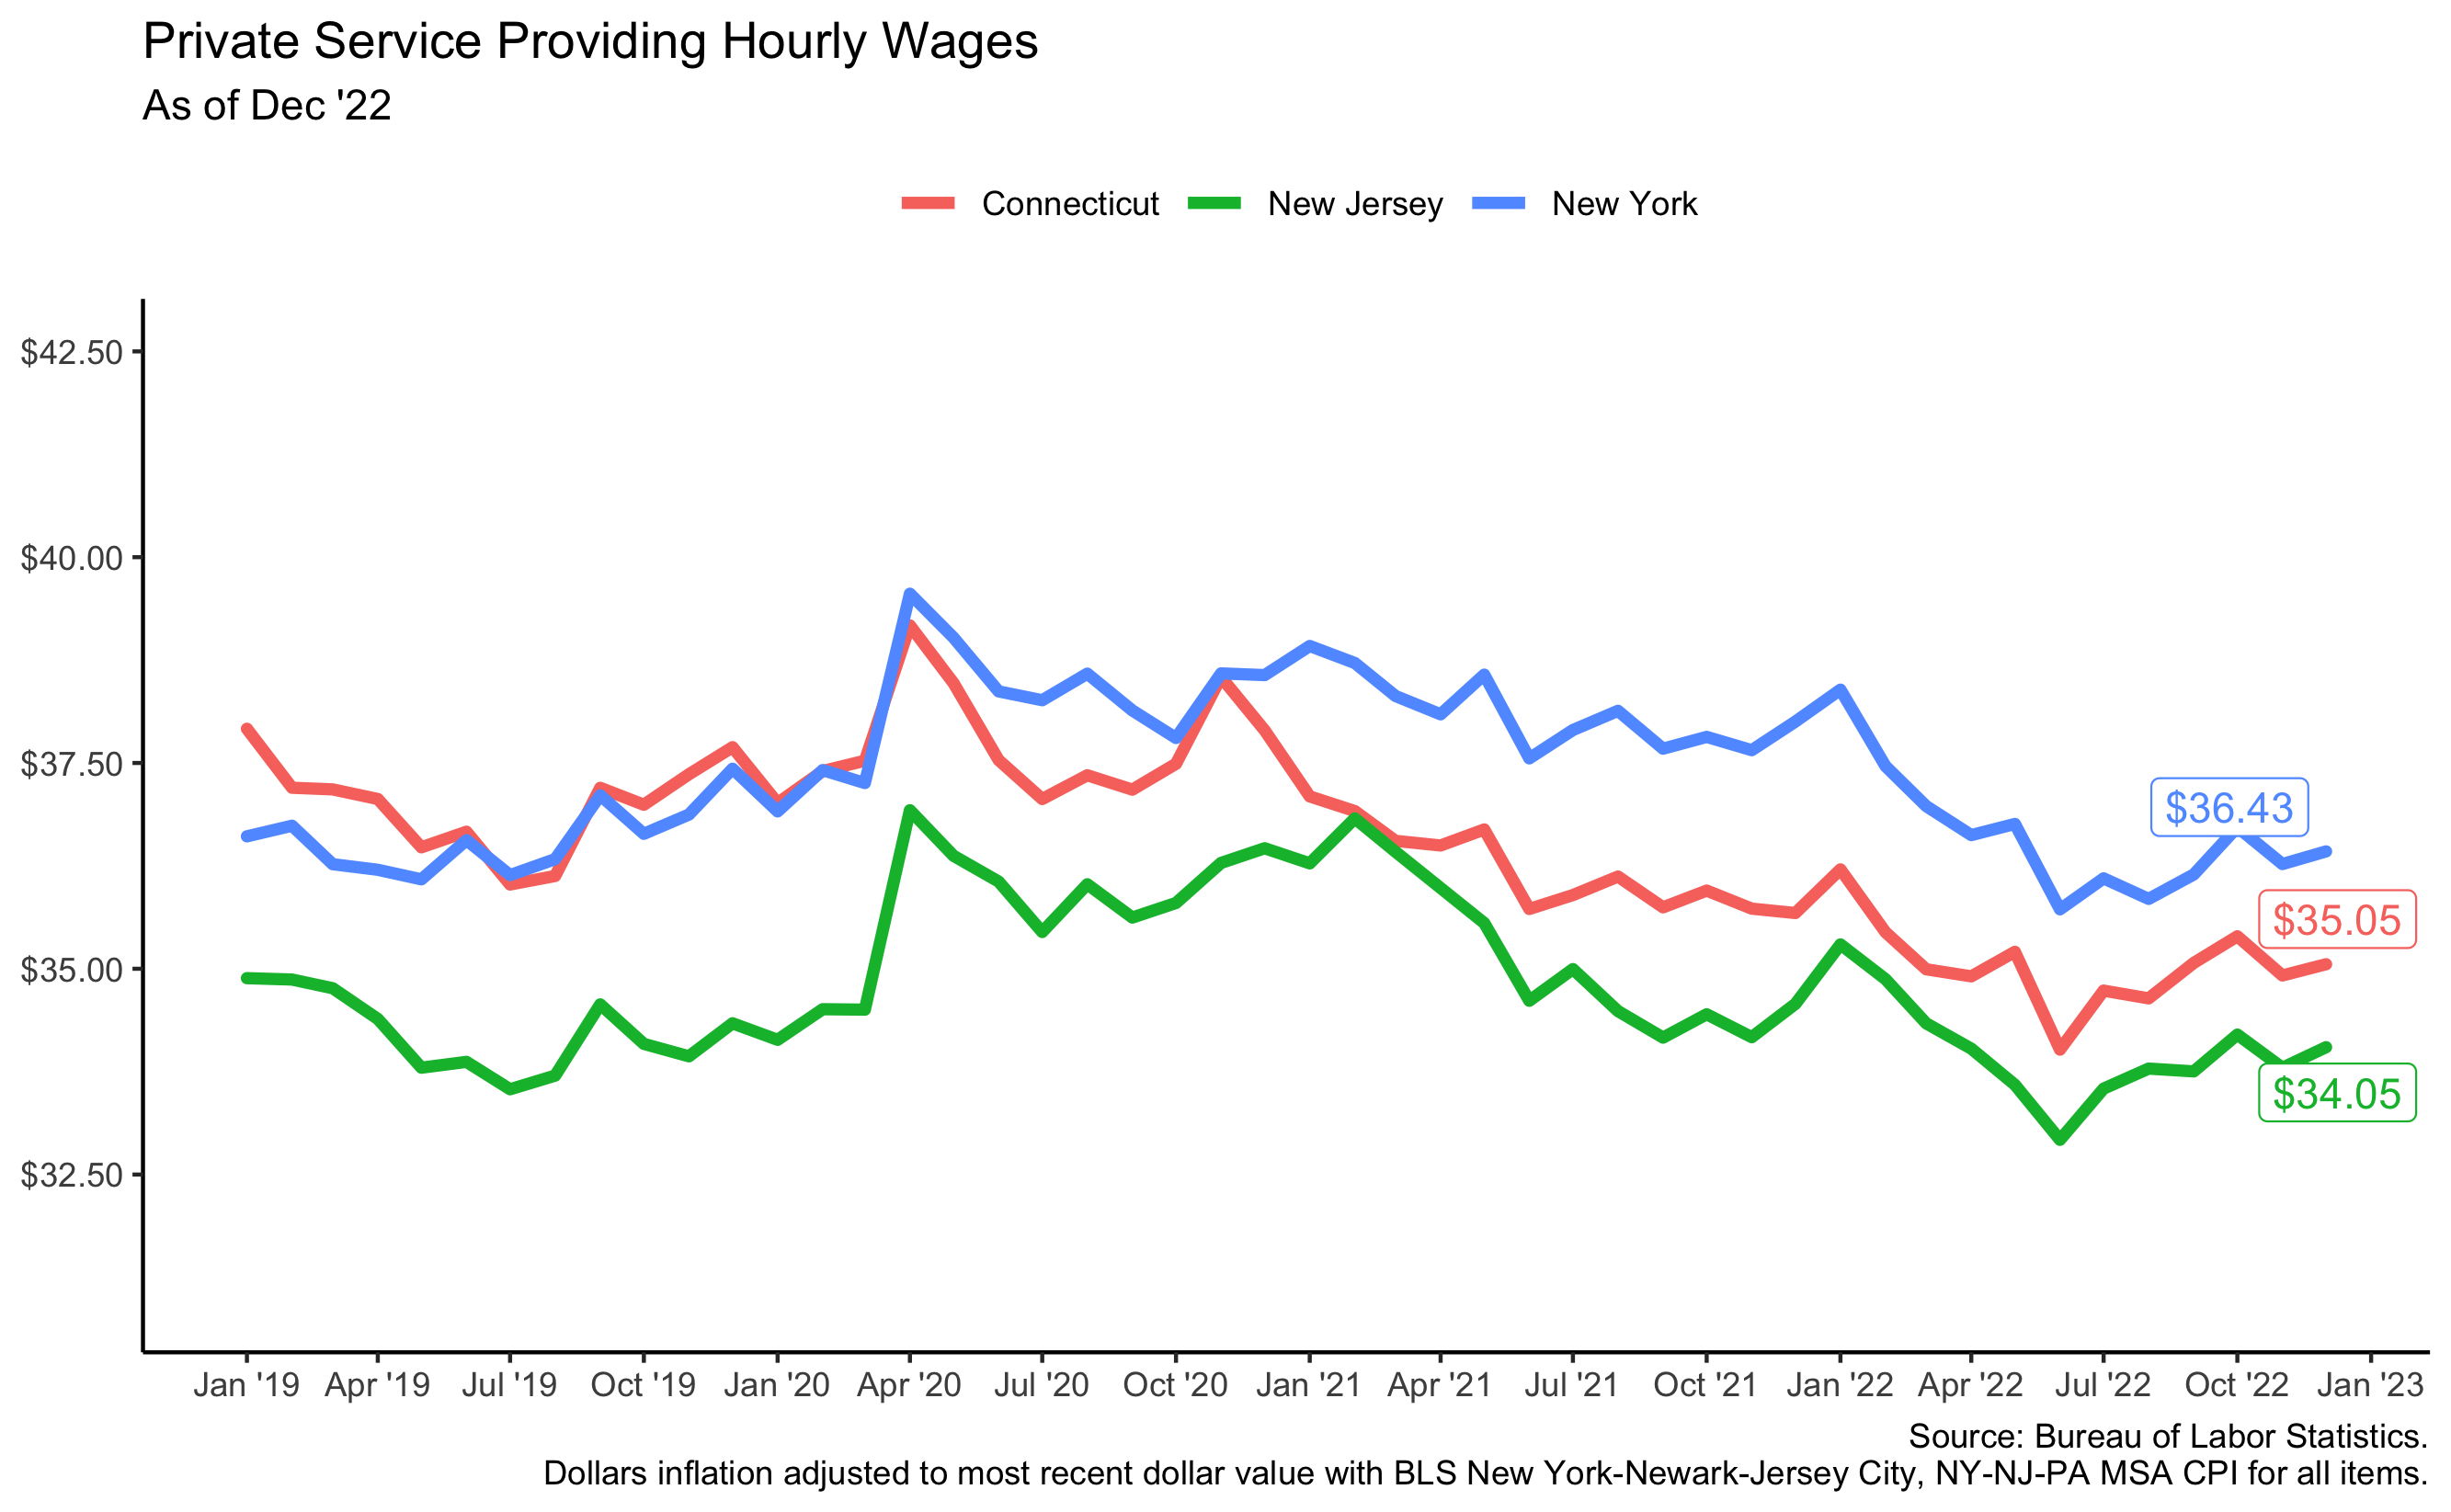 Private Service Providing Hourly Wages
As of Dec '22
Connecticut New Jersey New York
$42.50
$40.00
$37.50
$35.00
$32.50
$36.43
$35.05
$34.05
Jan '19 Apr '19 Jul '19 Oct '19 Jan '20 Apr '20 Jul '20 Oct '20 Jan '21 Apr '21 Jul '21 Oct '21 Jan '22 Apr '22 Jul '22 Oct '22 Jan '23
Source: Bureau of Labor Statistics.
Dollars inflation adjusted to most recent dollar value with BLS New York-Newark-Jersey City, NY-NJ-PA MSA CPI for all items.